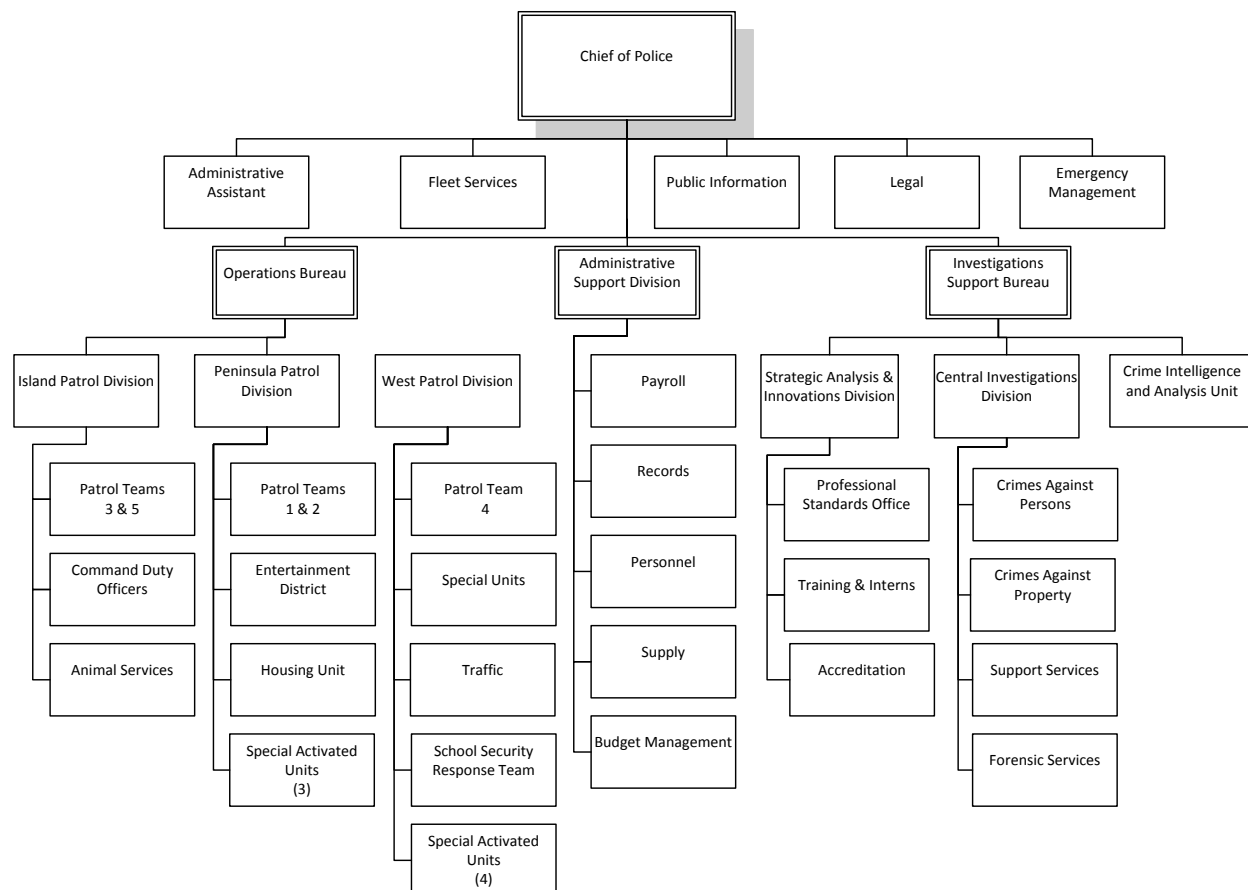 Chief of Police
Administrative
Assistant
Fleet Services
Public Information
Legal
Emergency
Management
Operations Bureau
Administrative
Support Division
Investigations
Support Bureau
Island Patrol Division
Peninsula Patrol
Division
West Patrol Division
Payroll
Strategic Analysis &
Innovations Division
Central Investigations
Division
Crime Intelligence
and Analysis Unit
Patrol Teams
3 & 5
Patrol Teams
1 & 2
Patrol Team
4
Records
Professional
Standards Office
Crimes Against
Persons
Command Duty
Officers
Entertainment
District
Special Units
Personnel
Training & Interns
Crimes Against
Property
Animal Services
Housing Unit
Traffic
Supply
Accreditation
Support Services
Special Activated
Units
(3)
School Security
Response Team
Budget Management
Forensic Services
Special Activated
Units
(4)